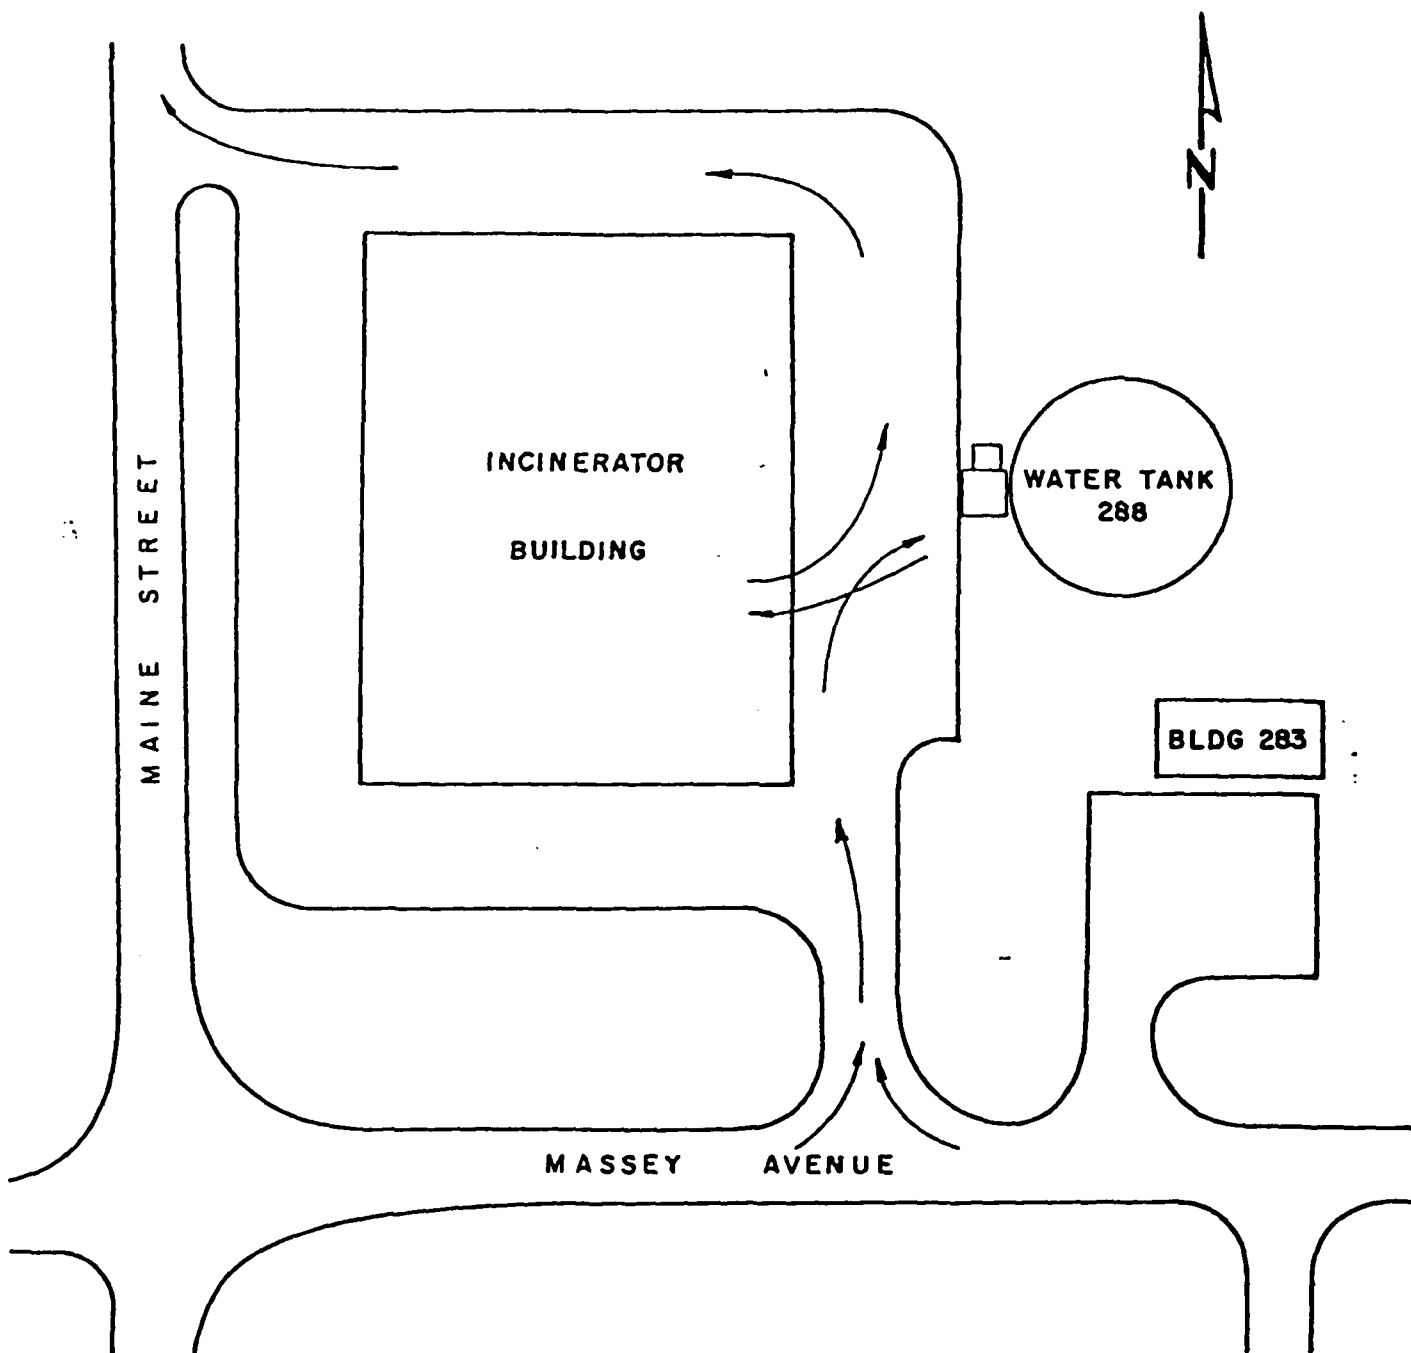 N
INCINERATOR
BUILDING
WATER TANK
288
MAINE STREET
BLDG 283
MASSEY AVENUE